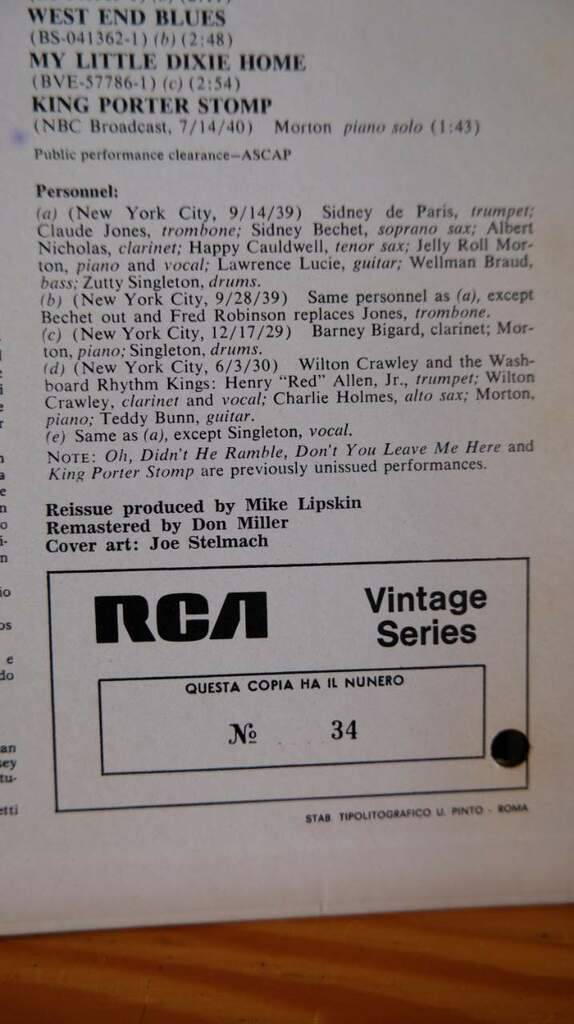 WEST END BLUES
(BS-041362-1) (b) (2:48)
MY LITTLE DIXIE HOME
(BVE-57786-1) (c) (2:54)
KING PORTER STOMP
(NBC Broadcast, 7/14/40) Morton piano solo (1:43)
Public performance clearance—ASCAP
Personnel:
(a) (New York City, 9/14/39) Sidney de Paris, trumpet;
Claude Jones, trombone; Sidney Bechet, soprano sax; Albert
Nicholas, clarinet; Happy Cauldwell, tenor sax; Jelly Roll Mor-
ton, piano and vocal; Lawrence Lucie, guitar; Wellman Braud,
bass; Zutty Singleton, drums.
(b) (New York City, 9/28/39) Same personnel as (a), except
Bechet out and Fred Robinson replaces Jones, trombone.
(c) (New York City, 12/17/29) Barney Bigard, clarinet; Mor-
ton, piano; Singleton, drums.
(d) (New York City, 6/3/30) Wilton Crawley and the Wash-
board Rhythm Kings: Henry "Red" Allen, Jr., trumpet; Wilton
Crawley, clarinet and vocal; Charlie Holmes, alto sax; Morton,
piano; Teddy Bunn, guitar.
(e) Same as (a), except Singleton, vocal.
NOTE: Oh, Didn't He Ramble, Don't You Leave Me Here and
King Porter Stomp are previously unissued performances.
Reissue produced by Mike Lipskin
Remastered by Don Miller
Cover art: Joe Stelmach
RCA Vintage
Series
QUESTA COPIA HA IL NUNERO
№ 34
STAB. TIPOLITOGRAFICO U. PINTO - ROMA